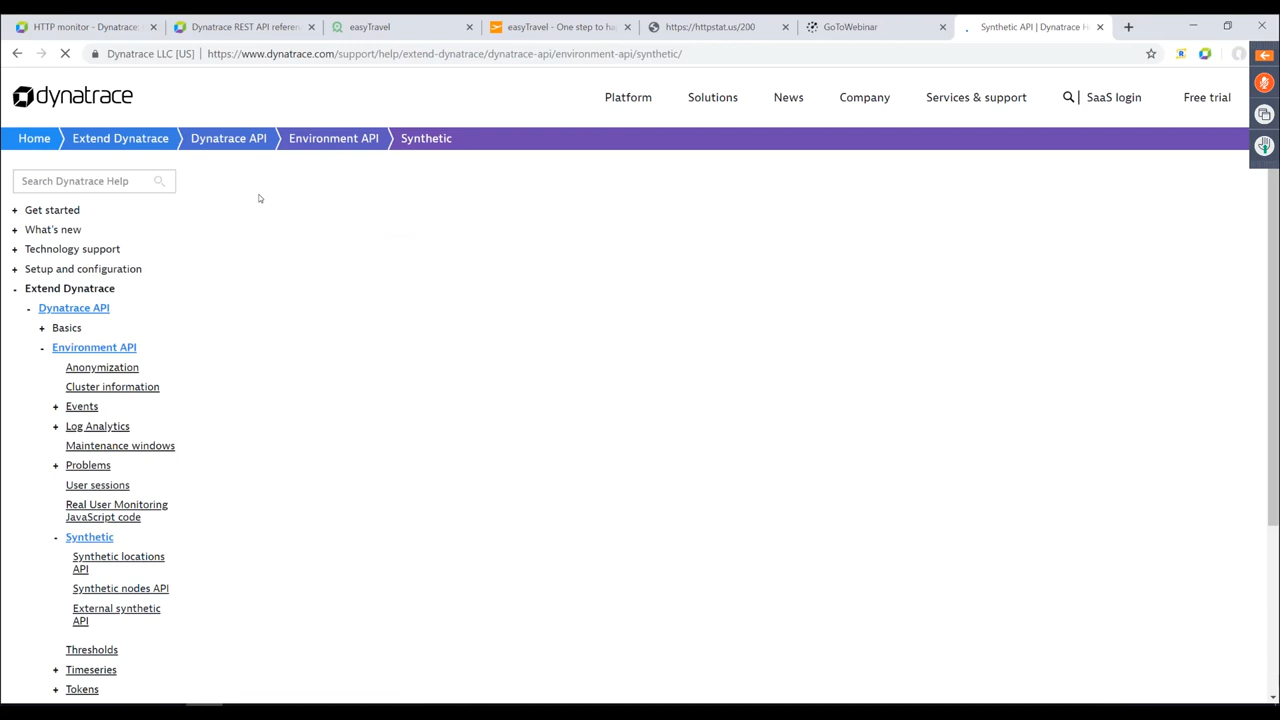 HTTP monitor - Dynatrace:
Dynatrace REST API referen
easyTravel
easyTravel - One step to ha
https://httpstat.us/200
GoToWebinar
Synthetic API | Dynatrace H
Dynatrace LLC [US] | https://www.dynatrace.com/support/help/extend-dynatrace/dynatrace-api/environment-api/synthetic/
dynatrace
Platform
Solutions
News
Company
Services & support
SaaS login
Free trial
Home
Extend Dynatrace
Dynatrace API
Environment API
Synthetic
Search Dynatrace Help
+ Get started
+ What's new
+ Technology support
+ Setup and configuration
- Extend Dynatrace
- Dynatrace API
+ Basics
- Environment API
Anonymization
Cluster information
+ Events
+ Log Analytics
Maintenance windows
+ Problems
User sessions
Real User Monitoring
JavaScript code
- Synthetic
Synthetic locations
API
Synthetic nodes API
External synthetic
API
Thresholds
+ Timeseries
+ Tokens